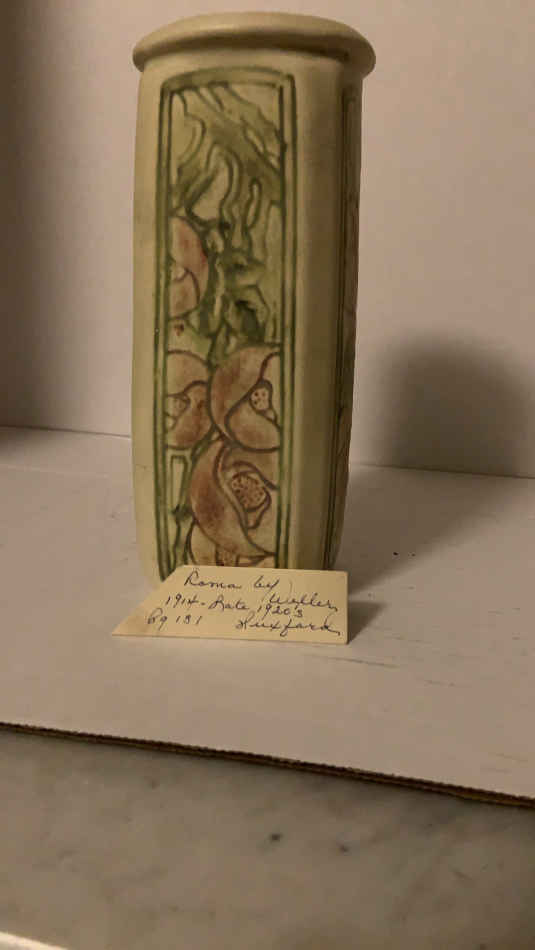 Roma by Weller
1914 - Late 1920's
Pg 131 Huxford